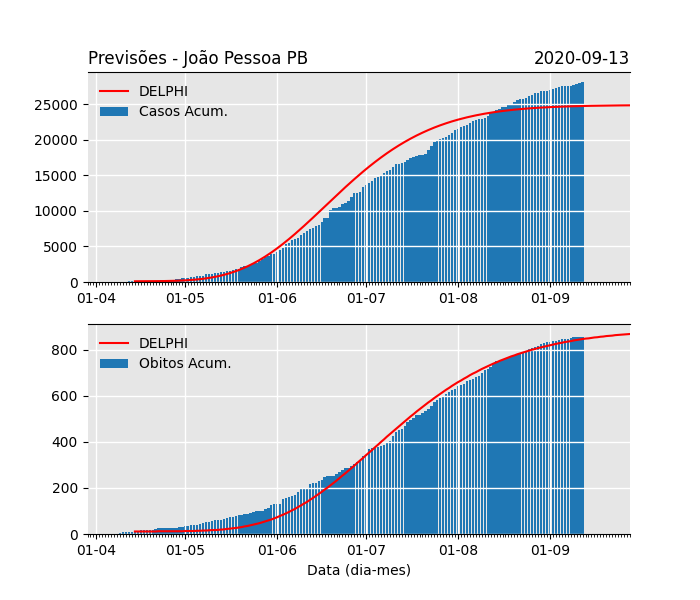 Previsões - João Pessoa PB 2020-09-13
DELPHI
Casos Acum.
25000
20000
15000
10000
5000
0
01-04 01-05 01-06 01-07 01-08 01-09
DELPHI
Obitos Acum.
800
600
400
200
0
01-04 01-05 01-06 01-07 01-08 01-09
Data (dia-mes)